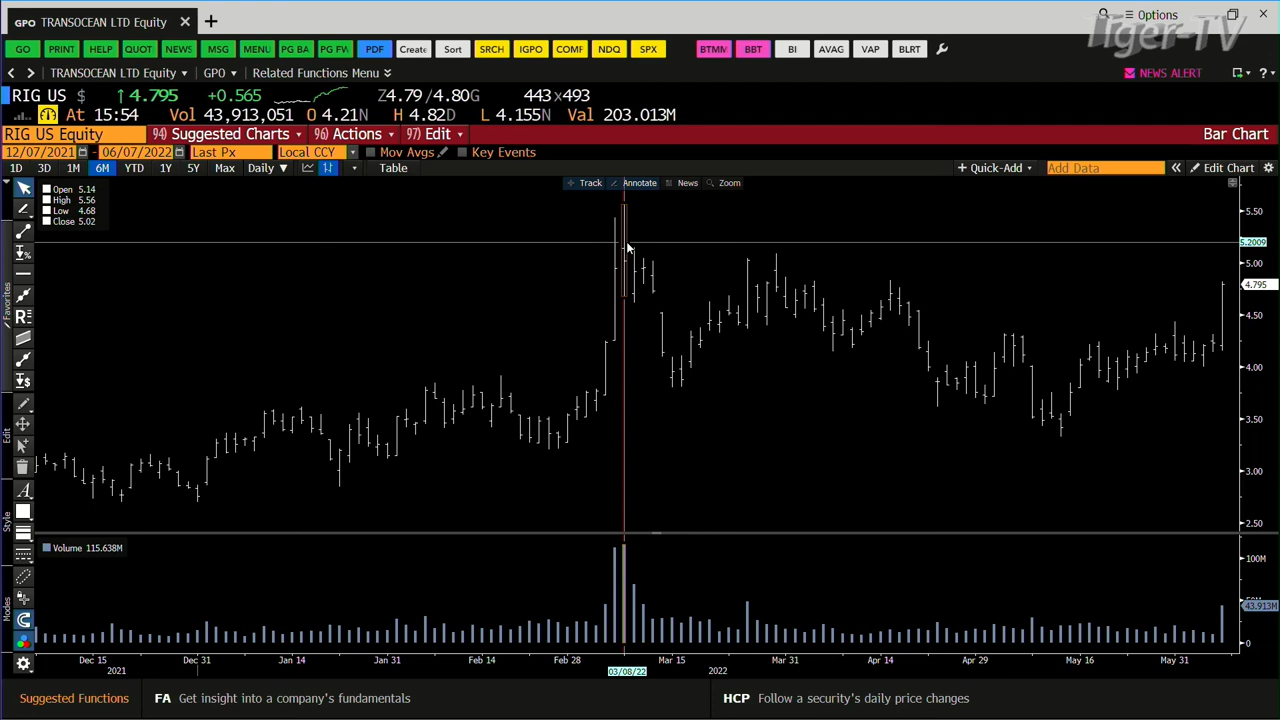 GPO TRANSOCEAN LTD Equity
Options
Tiger-TV
GO PRINT HELP QUOT NEWS MSG MENU PG BA PG FW PDF Create Sort SRCH IGPO COMF NDQ SPX BTMM BBT BI AVAG VAP BLRT
TRANSOCEAN LTD Equity GPO Related Functions Menu NEWS ALERT ?
RIG US $ ↑ 4.795 +0.565 Z4.79 / 4.80G 443 x 493
At 15:54 Vol 43,913,051 O 4.21N H 4.82D L 4.155N Val 203.013M
RIG US Equity 94) Suggested Charts 96) Actions 97) Edit Bar Chart
12/07/2021 - 06/07/2022 Last Px Local CCY Mov Avgs Key Events
1D 3D 1M 6M YTD 1Y 5Y Max Daily ▼ Table + Quick-Add Add Data « Edit Chart
Track Annotate News Zoom
Open 5.14
High 5.56
Low 4.68
Close 5.02
5.50
5.2009
5.00
4.795
4.50
4.00
3.50
3.00
2.50
Favorites
Edit
Style
Modes
Volume 115.638M
100M
43.913M
0
Dec 15 Dec 31 Jan 14 Jan 31 Feb 14 Feb 28 Mar 15 Mar 31 Apr 14 Apr 29 May 16 May 31
2021 03/08/22 2022
Suggested Functions FA Get insight into a company's fundamentals HCP Follow a security's daily price changes